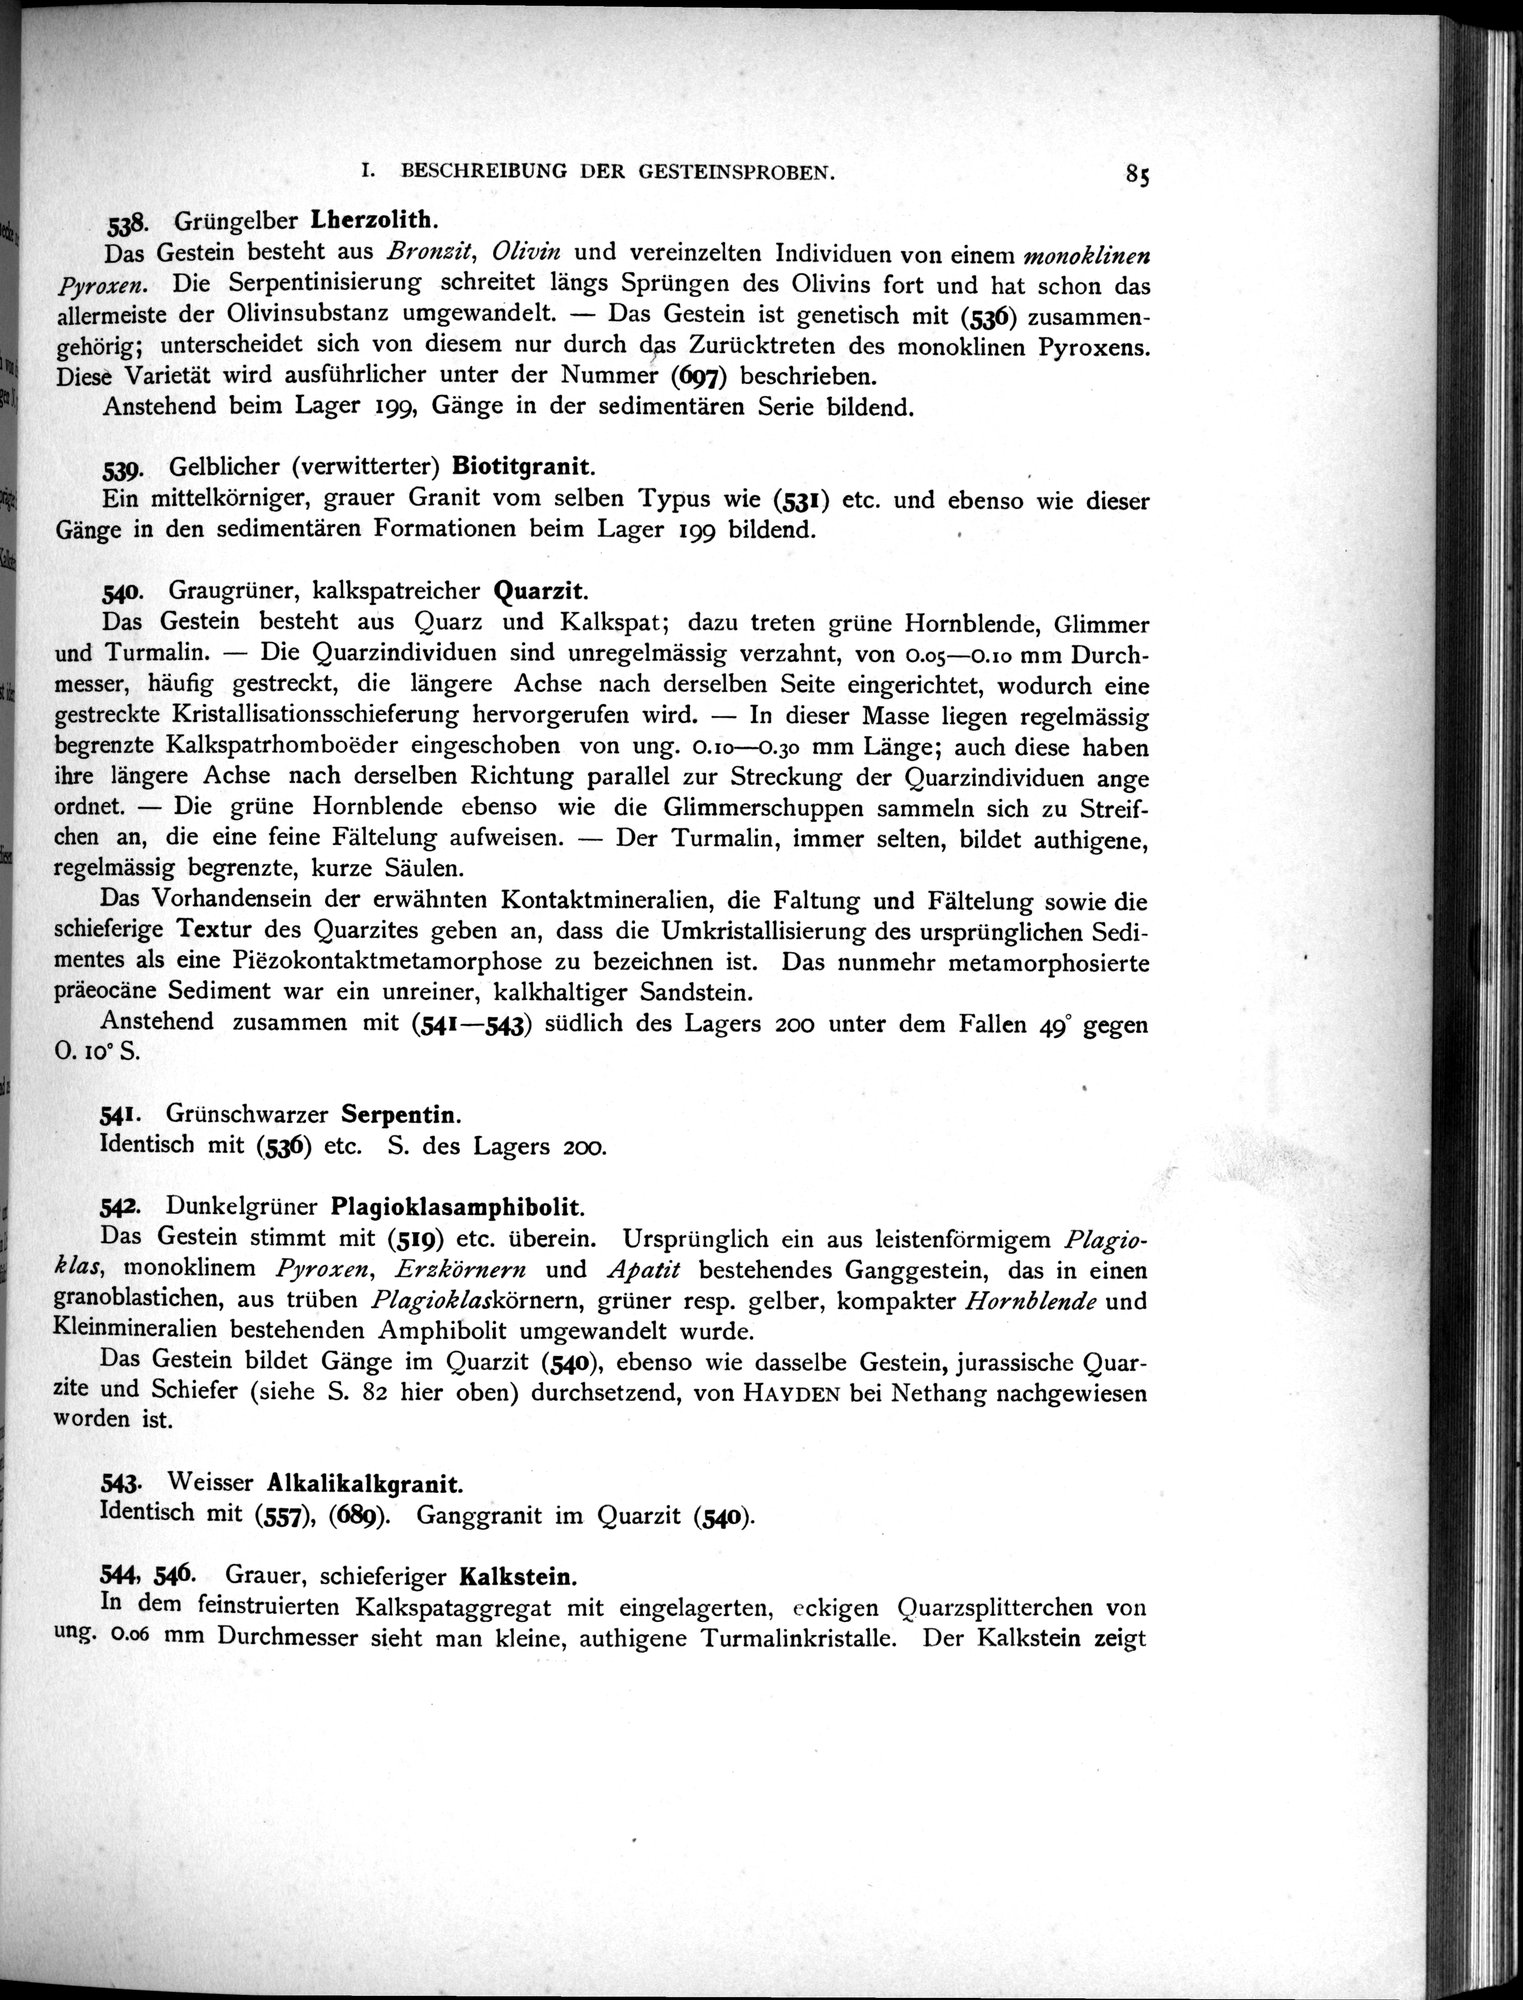 I. BESCHREIBUNG DER GESTEINSPROBEN. 85
538. Grüngelber Lherzolith.
Das Gestein besteht aus Bronzit, Olivin und vereinzelten Individuen von einem monoklinen
Pyroxen. Die Serpentinisierung schreitet längs Sprüngen des Olivins fort und hat schon das
allermeiste der Olivinsubstanz umgewandelt. — Das Gestein ist genetisch mit (536) zusammen-
gehörig; unterscheidet sich von diesem nur durch das Zurücktreten des monoklinen Pyroxens.
Diese Varietät wird ausführlicher unter der Nummer (697) beschrieben.
Anstehend beim Lager 199, Gänge in der sedimentären Serie bildend.
539. Gelblicher (verwitterter) Biotitgranit.
Ein mittelkörniger, grauer Granit vom selben Typus wie (531) etc. und ebenso wie dieser
Gänge in den sedimentären Formationen beim Lager 199 bildend.
540. Graugrüner, kalkspatreicher Quarzit.
Das Gestein besteht aus Quarz und Kalkspat; dazu treten grüne Hornblende, Glimmer
und Turmalin. — Die Quarzindividuen sind unregelmässig verzahnt, von 0.05—0.10 mm Durch-
messer, häufig gestreckt, die längere Achse nach derselben Seite eingerichtet, wodurch eine
gestreckte Kristallisationsschieferung hervorgerufen wird. — In dieser Masse liegen regelmässig
begrenzte Kalkspatrhomboëder eingeschoben von ung. 0.10—0.30 mm Länge; auch diese haben
ihre längere Achse nach derselben Richtung parallel zur Streckung der Quarzindividuen ange
ordnet. — Die grüne Hornblende ebenso wie die Glimmerschuppen sammeln sich zu Streif-
chen an, die eine feine Fältelung aufweisen. — Der Turmalin, immer selten, bildet authigene,
regelmässig begrenzte, kurze Säulen.
Das Vorhandensein der erwähnten Kontaktmineralien, die Faltung und Fältelung sowie die
schieferige Textur des Quarzites geben an, dass die Umkristallisierung des ursprünglichen Sedi-
mentes als eine Piëzokontaktmetamorphose zu bezeichnen ist. Das nunmehr metamorphosierte
präeocäne Sediment war ein unreiner, kalkhaltiger Sandstein.
Anstehend zusammen mit (541—543) südlich des Lagers 200 unter dem Fallen 49° gegen
O. 10° S.
541. Grünschwarzer Serpentin.
Identisch mit (536) etc. S. des Lagers 200.
542. Dunkelgrüner Plagioklasamphibolit.
Das Gestein stimmt mit (519) etc. überein. Ursprünglich ein aus leistenförmigem Plagio-
klas, monoklinem Pyroxen, Erzkörnern und Apatit bestehendes Ganggestein, das in einen
granoblastichen, aus trüben Plagioklaskörnern, grüner resp. gelber, kompakter Hornblende und
Kleinmineralien bestehenden Amphibolit umgewandelt wurde.
Das Gestein bildet Gänge im Quarzit (540), ebenso wie dasselbe Gestein, jurassische Quar-
zite und Schiefer (siehe S. 82 hier oben) durchsetzend, von HAYDEN bei Nethang nachgewiesen
worden ist.
543. Weisser Alkalikalkgranit.
Identisch mit (557), (689). Ganggranit im Quarzit (540).
544, 546. Grauer, schieferiger Kalkstein.
In dem feinstruierten Kalkspataggregat mit eingelagerten, eckigen Quarzsplitterchen von
ung. 0.06 mm Durchmesser sieht man kleine, authigene Turmalinkristalle. Der Kalkstein zeigt